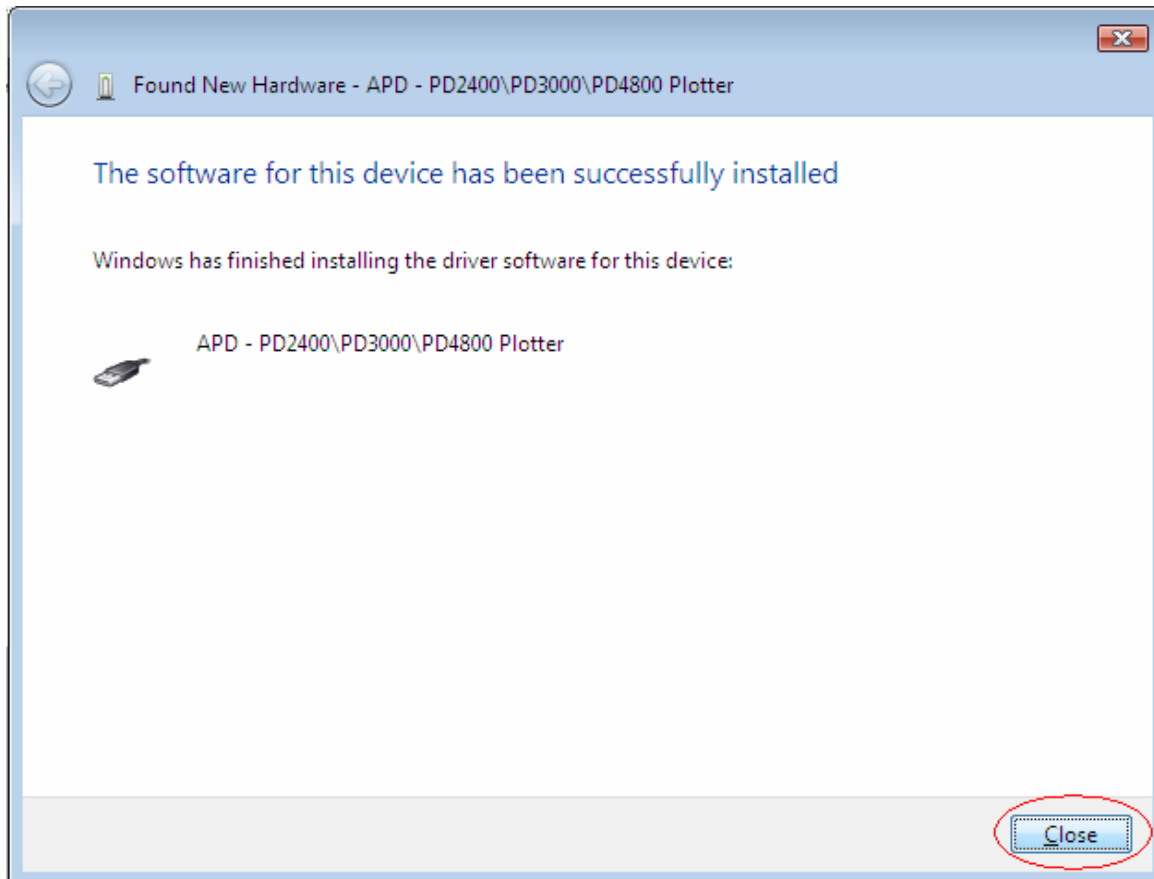 Found New Hardware - APD - PD2400\PD3000\PD4800 Plotter
The software for this device has been successfully installed
Windows has finished installing the driver software for this device:
APD - PD2400\PD3000\PD4800 Plotter
Close